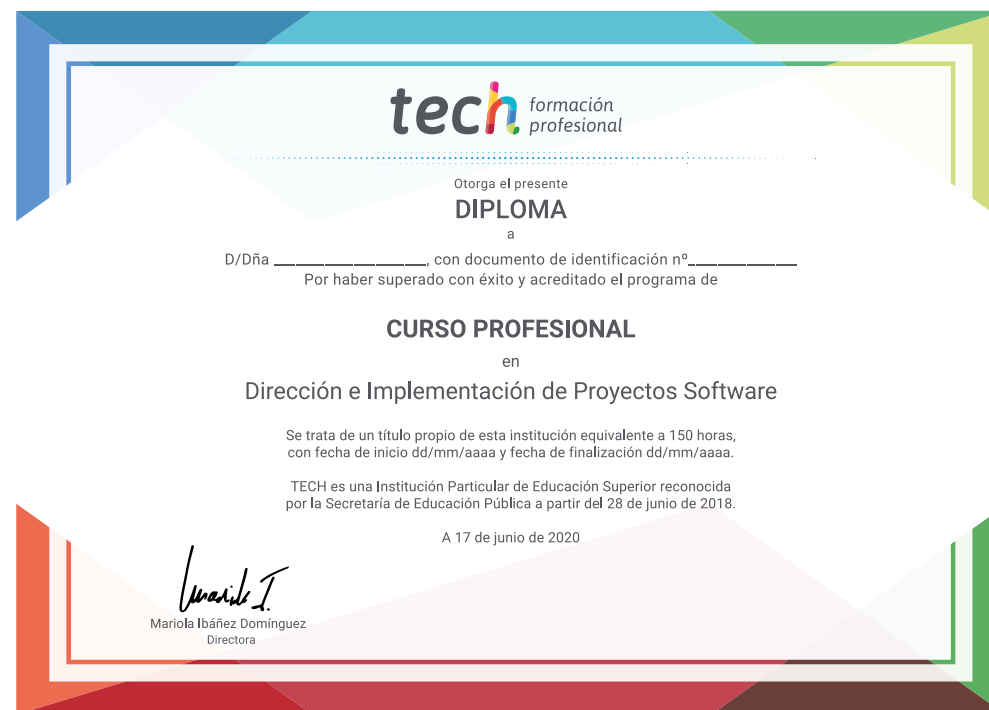 tech formación
profesional
Otorga el presente
DIPLOMA
a
D/Dña _________________, con documento de identificación nº____________
Por haber superado con éxito y acreditado el programa de
CURSO PROFESIONAL
en
Dirección e Implementación de Proyectos Software
Se trata de un título propio de esta institución equivalente a 150 horas,
con fecha de inicio dd/mm/aaaa y fecha de finalización dd/mm/aaaa.
TECH es una Institución Particular de Educación Superior reconocida
por la Secretaría de Educación Pública a partir del 28 de junio de 2018.
A 17 de junio de 2020
Mariola Ibáñez Domínguez
Directora